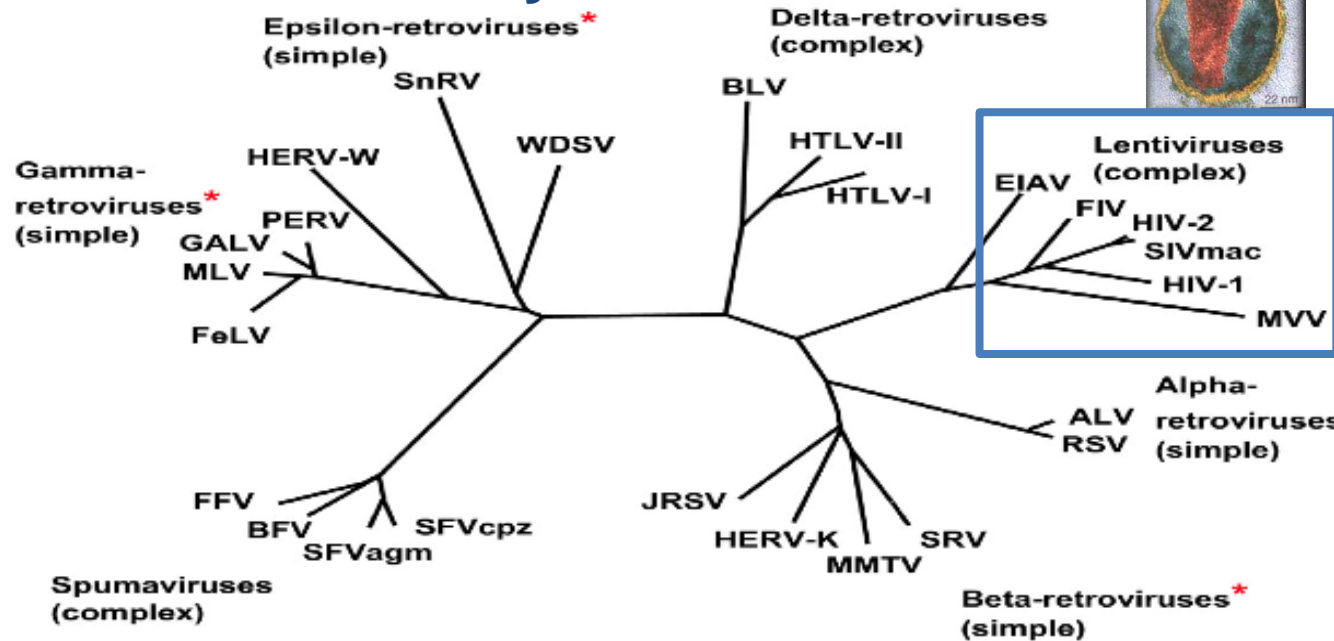 Epsilon-retroviruses*
(simple)
SnRV
WDSV
Delta-retroviruses
(complex)
BLV
HTLV-II
HTLV-I
22 nm
Lentiviruses
(complex)
EIAV
FIV
HIV-2
SIVmac
HIV-1
MVV
Gamma-
retroviruses*
(simple)
HERV-W
PERV
GALV
MLV
FeLV
Alpha-
retroviruses
(simple)
ALV
RSV
JRSV
HERV-K
MMTV
SRV
Beta-retroviruses*
(simple)
FFV
BFV
SFVagm
SFVcpz
Spumaviruses
(complex)